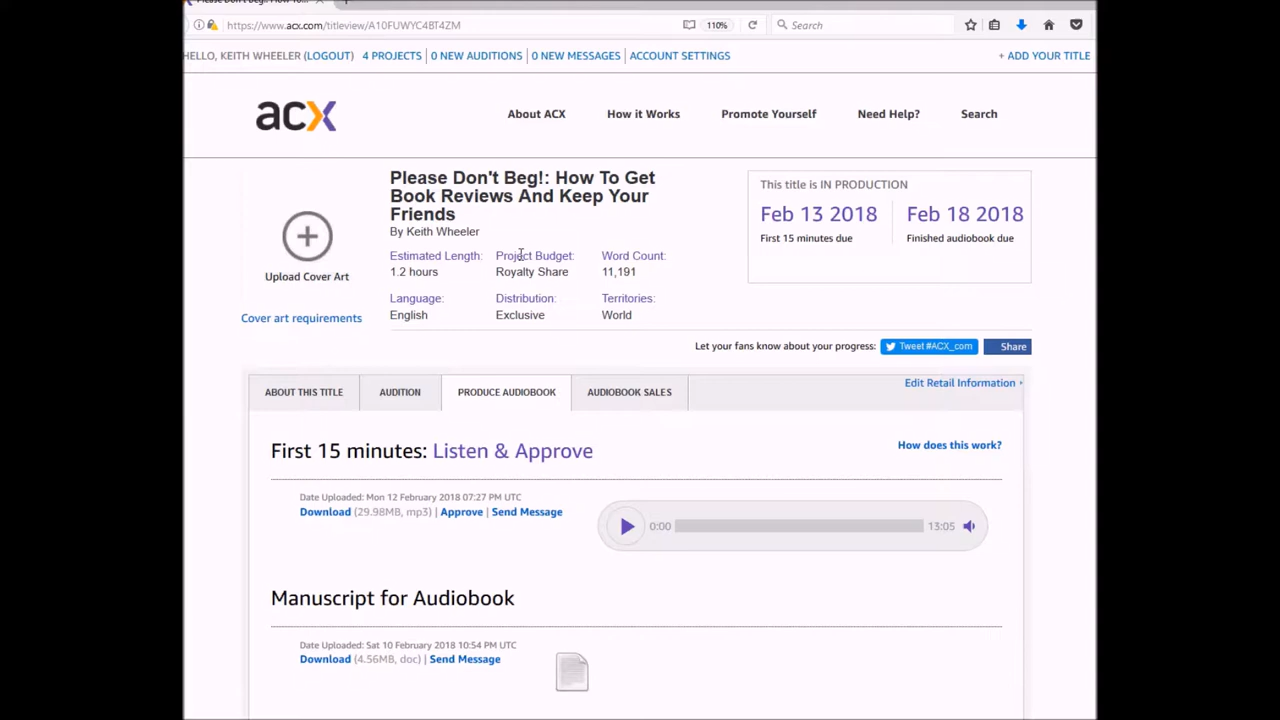 Please Don't Beg!: How To...
https://www.acx.com/titleview/A10FUWYC4BT4ZM
110%
Search
HELLO, KEITH WHEELER (LOGOUT) 4 PROJECTS | 0 NEW AUDITIONS | 0 NEW MESSAGES | ACCOUNT SETTINGS
+ ADD YOUR TITLE
acx
About ACX
How it Works
Promote Yourself
Need Help?
Search
Upload Cover Art
Cover art requirements
Please Don't Beg!: How To Get
Book Reviews And Keep Your
Friends
By Keith Wheeler
Estimated Length: Project Budget: Word Count:
1.2 hours Royalty Share 11,191
Language: Distribution: Territories:
English Exclusive World
This title is IN PRODUCTION
Feb 13 2018 Feb 18 2018
First 15 minutes due Finished audiobook due
Let your fans know about your progress: Tweet #ACX_com Share
ABOUT THIS TITLE AUDITION PRODUCE AUDIOBOOK AUDIOBOOK SALES
Edit Retail Information
First 15 minutes: Listen & Approve
How does this work?
Date Uploaded: Mon 12 February 2018 07:27 PM UTC
Download (29.98MB, mp3) | Approve | Send Message
0:00 13:05
Manuscript for Audiobook
Date Uploaded: Sat 10 February 2018 10:54 PM UTC
Download (4.56MB, doc) | Send Message